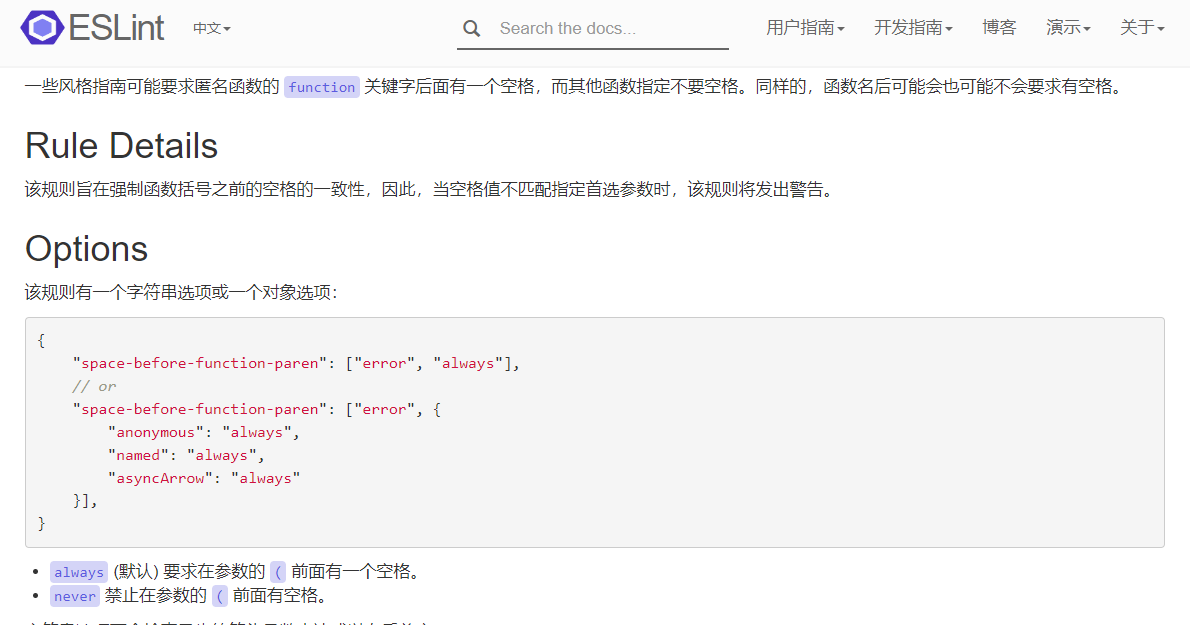 ESLint 中文 Search the docs... 用户指南 开发指南 博客 演示 关于
一些风格指南可能要求匿名函数的 function 关键字后面有一个空格，而其他函数指定不要空格。同样的，函数名后可能会也可能不会要求有空格。
Rule Details
该规则旨在强制函数括号之前的空格的一致性，因此，当空格值不匹配指定首选参数时，该规则将发出警告。
Options
该规则有一个字符串选项或一个对象选项：
{
    "space-before-function-paren": ["error", "always"],
    // or
    "space-before-function-paren": ["error", {
        "anonymous": "always",
        "named": "always",
        "asyncArrow": "always"
    }],
}
• always (默认) 要求在参数的 ( 前面有一个空格。
• never 禁止在参数的 ( 前面有空格。